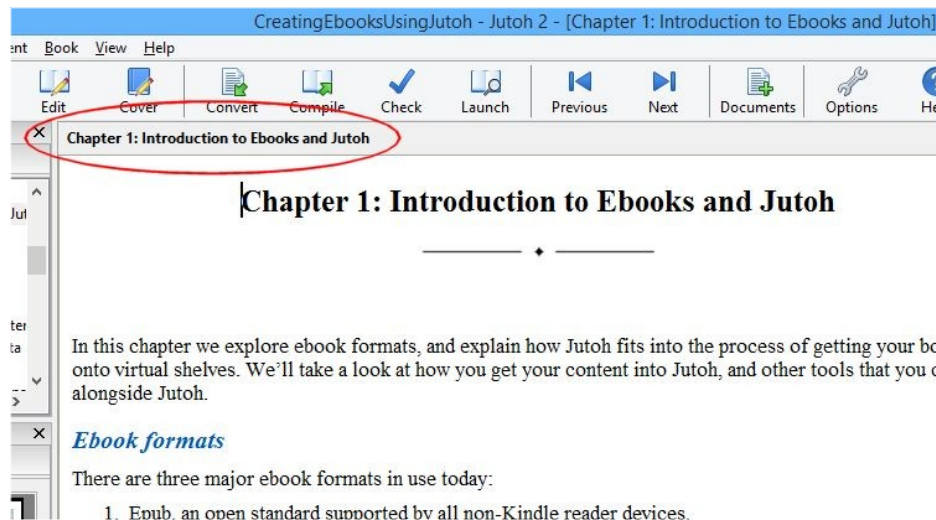 CreatingEbooksUsingJutoh - Jutoh 2 - [Chapter 1: Introduction to Ebooks and Jutoh]
Book View Help
Edit Cover Convert Compile Check Launch Previous Next Documents Options
Chapter 1: Introduction to Ebooks and Jutoh
Chapter 1: Introduction to Ebooks and Jutoh
In this chapter we explore ebook formats, and explain how Jutoh fits into the process of getting your
onto virtual shelves. We’ll take a look at how you get your content into Jutoh, and other tools that you
alongside Jutoh.
Ebook formats
There are three major ebook formats in use today:
1. Epub, an open standard supported by all non-Kindle reader devices.